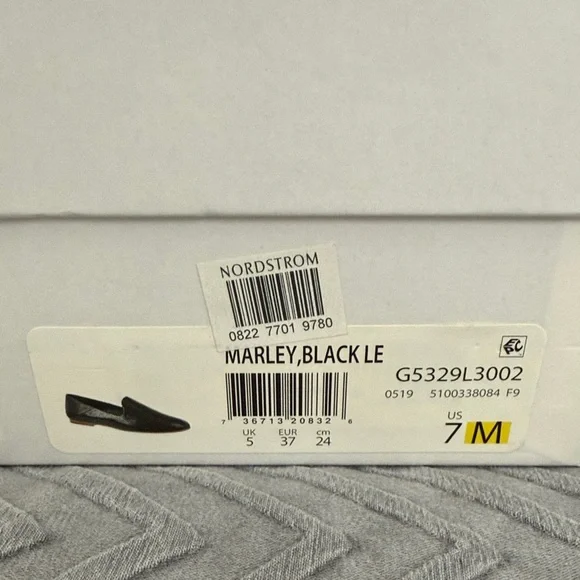 NORDSTROM
0822 7701 9780
MARLEY,BLACK LE
G5329L3002
0519 5100338084 F9
7 36713 20832 6
UK EUR cm
5 37 24
US
7 M